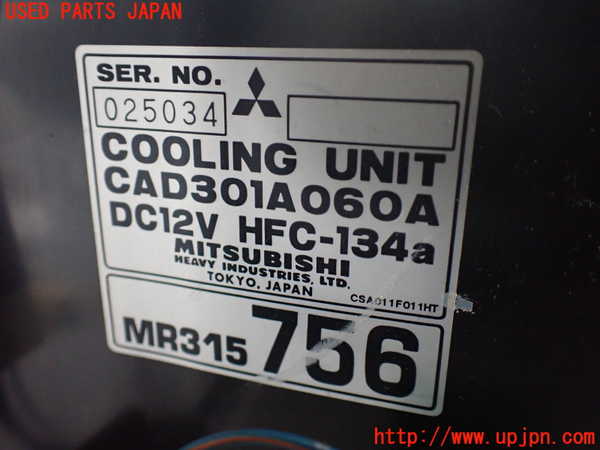 USED PARTS JAPAN
SER. NO.
025034
COOLING UNIT
CAD301A060A
DC12V HFC-134a
MITSUBISHI
HEAVY INDUSTRIES, LTD.
TOKYO, JAPAN
CSA011F011HT
MR315 756
http://www.upjpn.com/